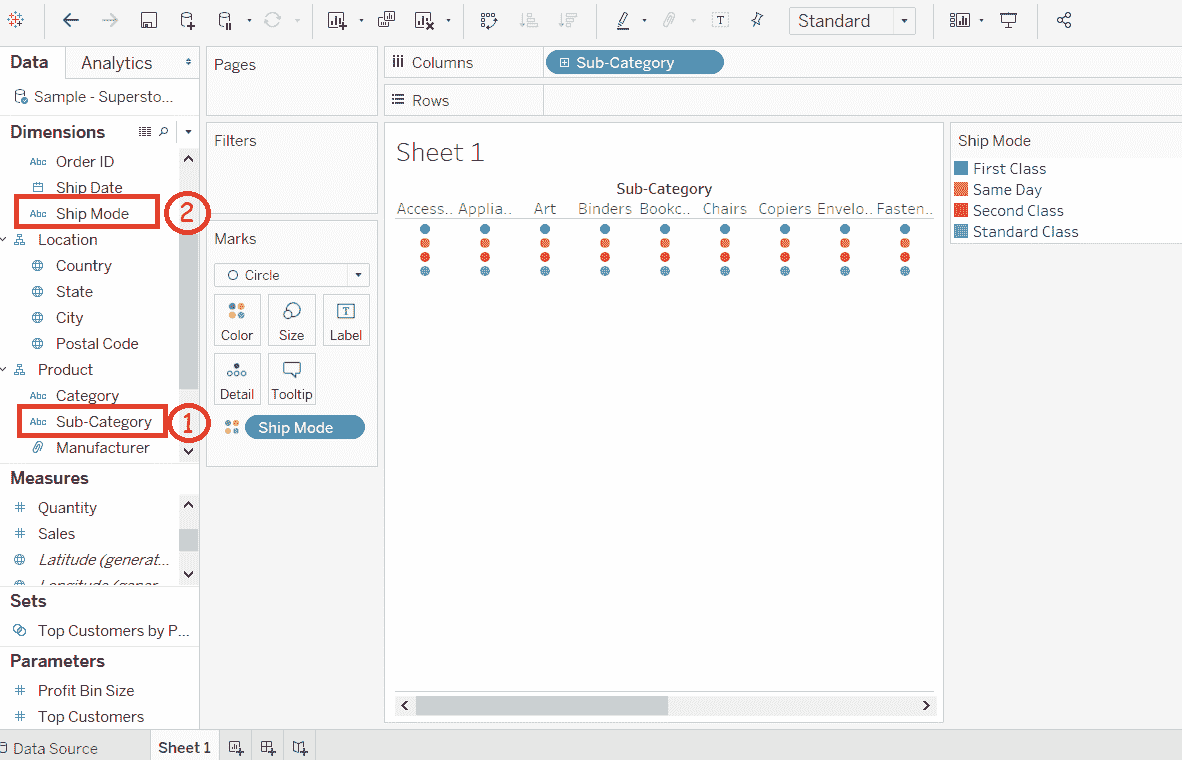 Standard
Data
Analytics
Sample - Supersto...
Pages
Columns
Sub-Category
Rows
Dimensions
Abc Order ID
Ship Date
Abc Ship Mode
2
Location
Country
State
City
Postal Code
Product
Abc Category
Abc Sub-Category
1
Manufacturer
Measures
# Quantity
# Sales
Latitude (generat...
Longitude (gener
Sets
Top Customers by P...
Parameters
# Profit Bin Size
# Top Customers
Filters
Marks
Circle
Color Size T Label
Detail Tooltip
Ship Mode
Sheet 1
Sub-Category
Access.. Applia.. Art Binders Bookc.. Chairs Copiers Envelo.. Fasten..
Ship Mode
First Class
Same Day
Second Class
Standard Class
Data Source
Sheet 1